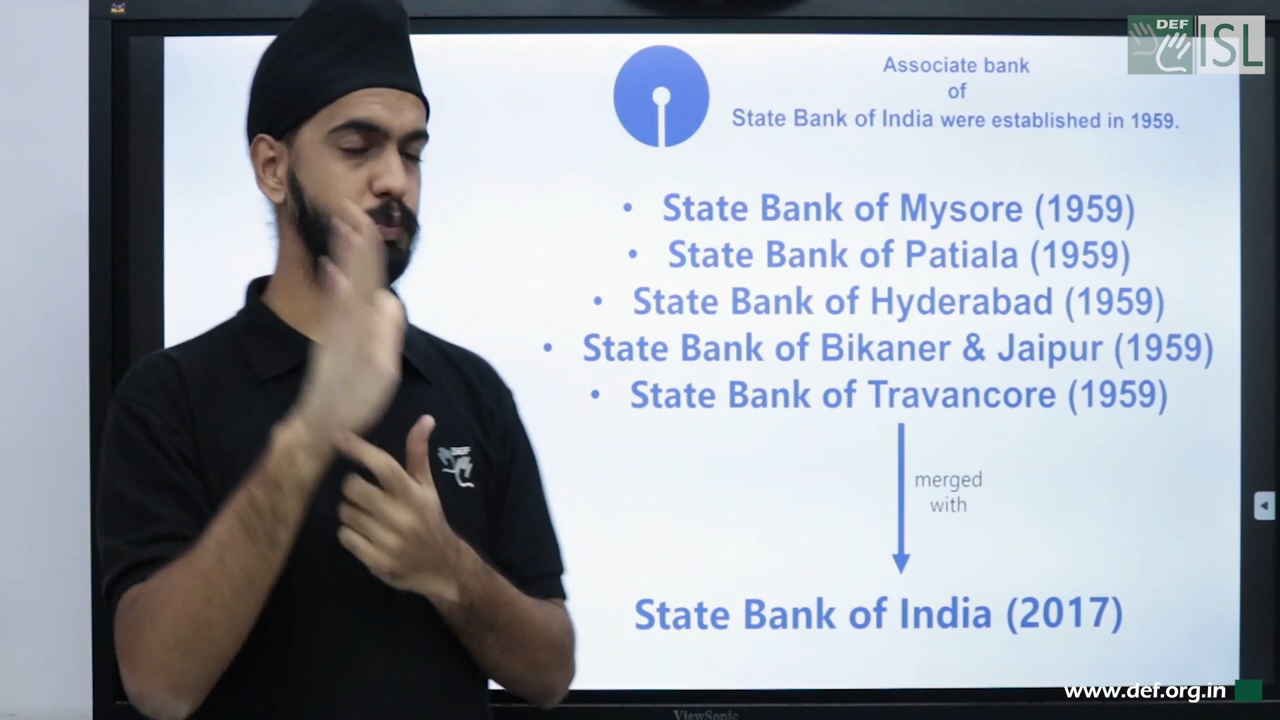 DEF
ISL
Associate bank
of
State Bank of India were established in 1959.
• State Bank of Mysore (1959)
• State Bank of Patiala (1959)
• State Bank of Hyderabad (1959)
• State Bank of Bikaner & Jaipur (1959)
• State Bank of Travancore (1959)
merged
with
State Bank of India (2017)
DEF
www.def.org.in
ViewSonic